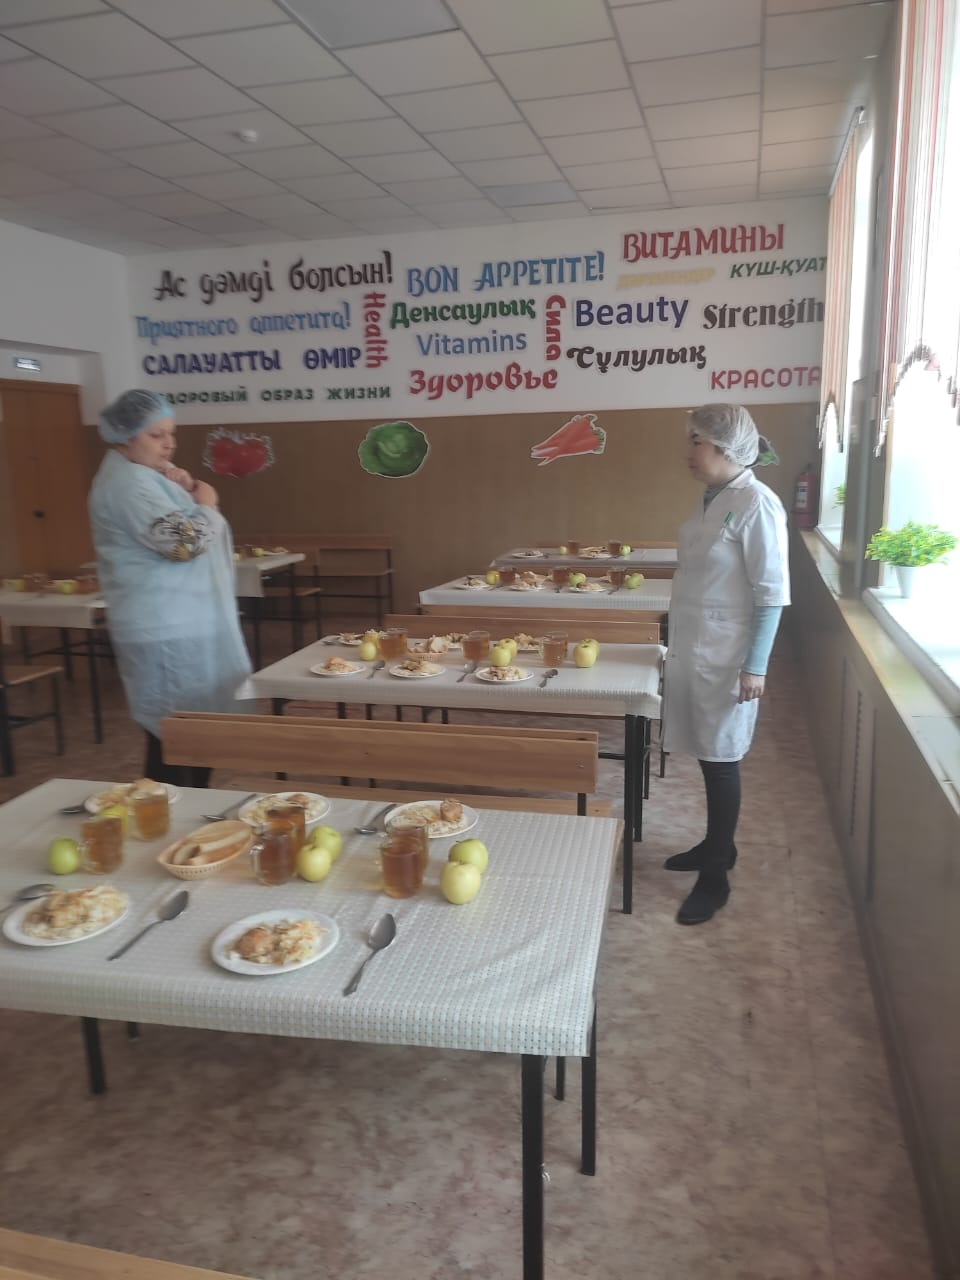 Ас дәмді болсын!
BON APPETITE!
ВИТАМИНЫ
ДӘРУМЕНДЕР
КҮШ-ҚУАТ
Приятного аппетита!
Health
Денсаулық
Сила
Beauty
Strength
САЛАУАТТЫ ӨМІР
Vitamins
Сұлулық
ЗДОРОВЫЙ ОБРАЗ ЖИЗНИ
Здоровье
КРАСОТА